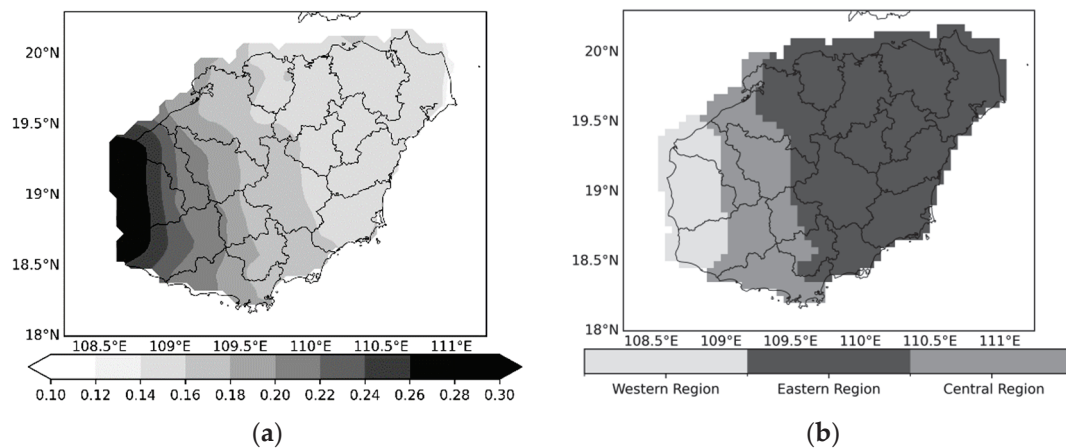 20°N
19.5°N
19°N
18.5°N
18°N
108.5°E 109°E 109.5°E 110°E 110.5°E 111°E
0.10 0.12 0.14 0.16 0.18 0.20 0.22 0.24 0.26 0.28 0.30
(a)
20°N
19.5°N
19°N
18.5°N
18°N
108.5°E 109°E 109.5°E 110°E 110.5°E 111°E
Western Region Eastern Region Central Region
(b)